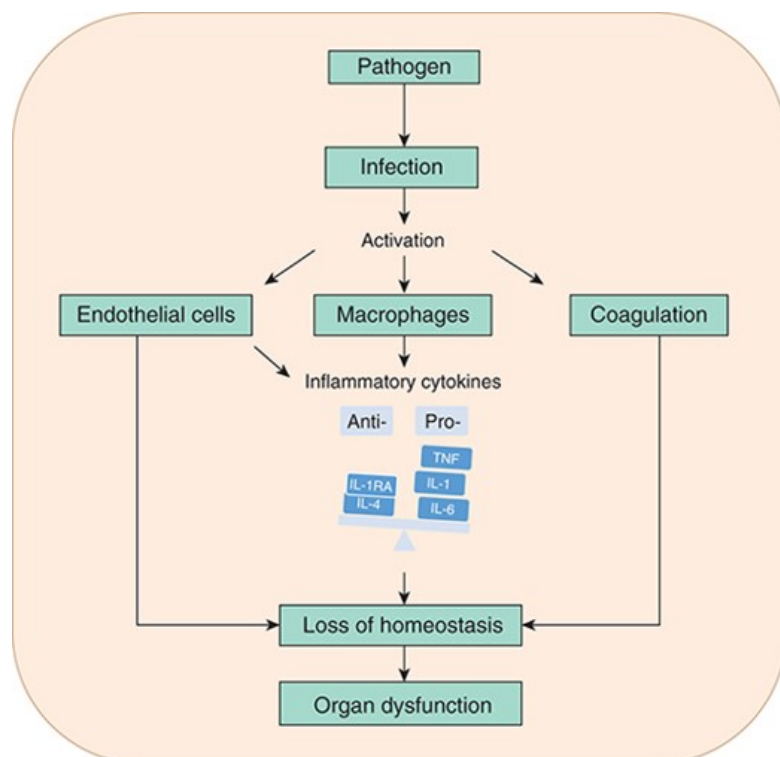 Pathogen
Infection
Activation
Endothelial cells
Macrophages
Coagulation
Inflammatory cytokines
Anti-
Pro-
TNF
IL-1RA
IL-1
IL-4
IL-6
Loss of homeostasis
Organ dysfunction